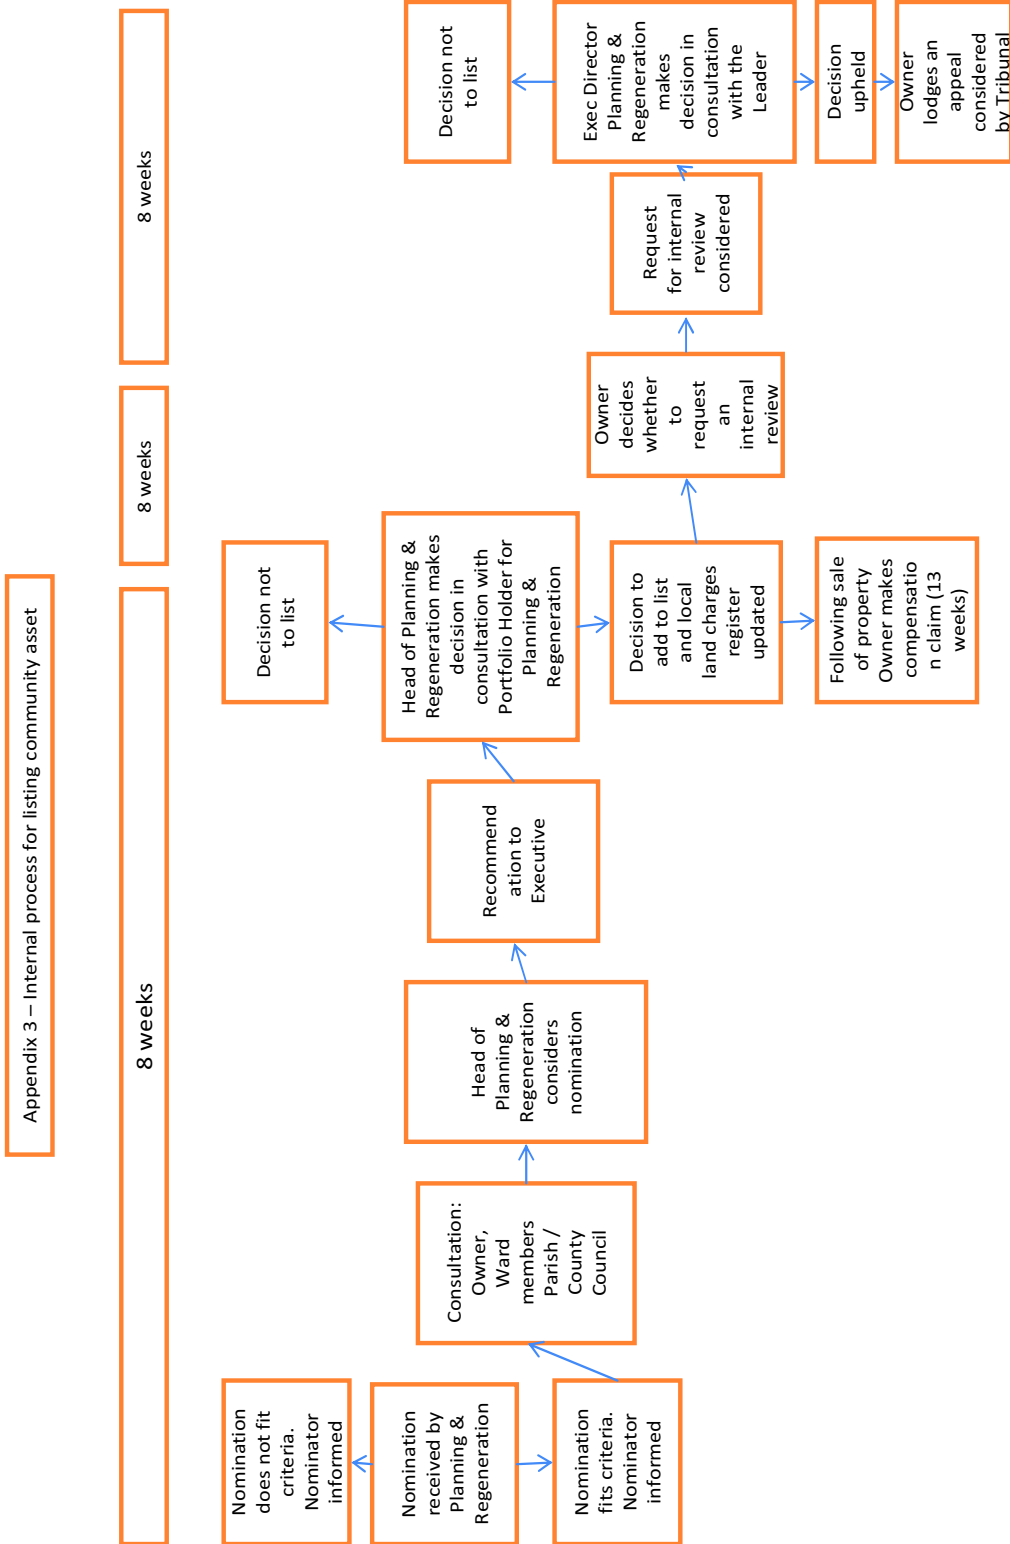 Appendix 3 – Internal process for listing community asset
8 weeks
8 weeks
8 weeks
Nomination
does not fit
criteria.
Nominator
informed
Nomination
received by
Planning &
Regeneration
Nomination
fits criteria.
Nominator
informed
Consultation:
Owner,
Ward
members
Parish /
County
Council
Head of
Planning &
Regeneration
considers
nomination
Recommend
ation to
Executive
Decision not
to list
Head of Planning &
Regeneration makes
decision in
consultation with
Portfolio Holder for
Planning &
Regeneration
Decision to
add to list
and local
land charges
register
updated
Following sale
of property
Owner makes
compensatio
n claim (13
weeks)
Owner
decides
whether
to
request
an
internal
review
Request
for internal
review
considered
Decision not
to list
Exec Director
Planning &
Regeneration
makes
decision in
consultation
with the
Leader
Decision
upheld
Owner
lodges an
appeal
considered
by Tribunal